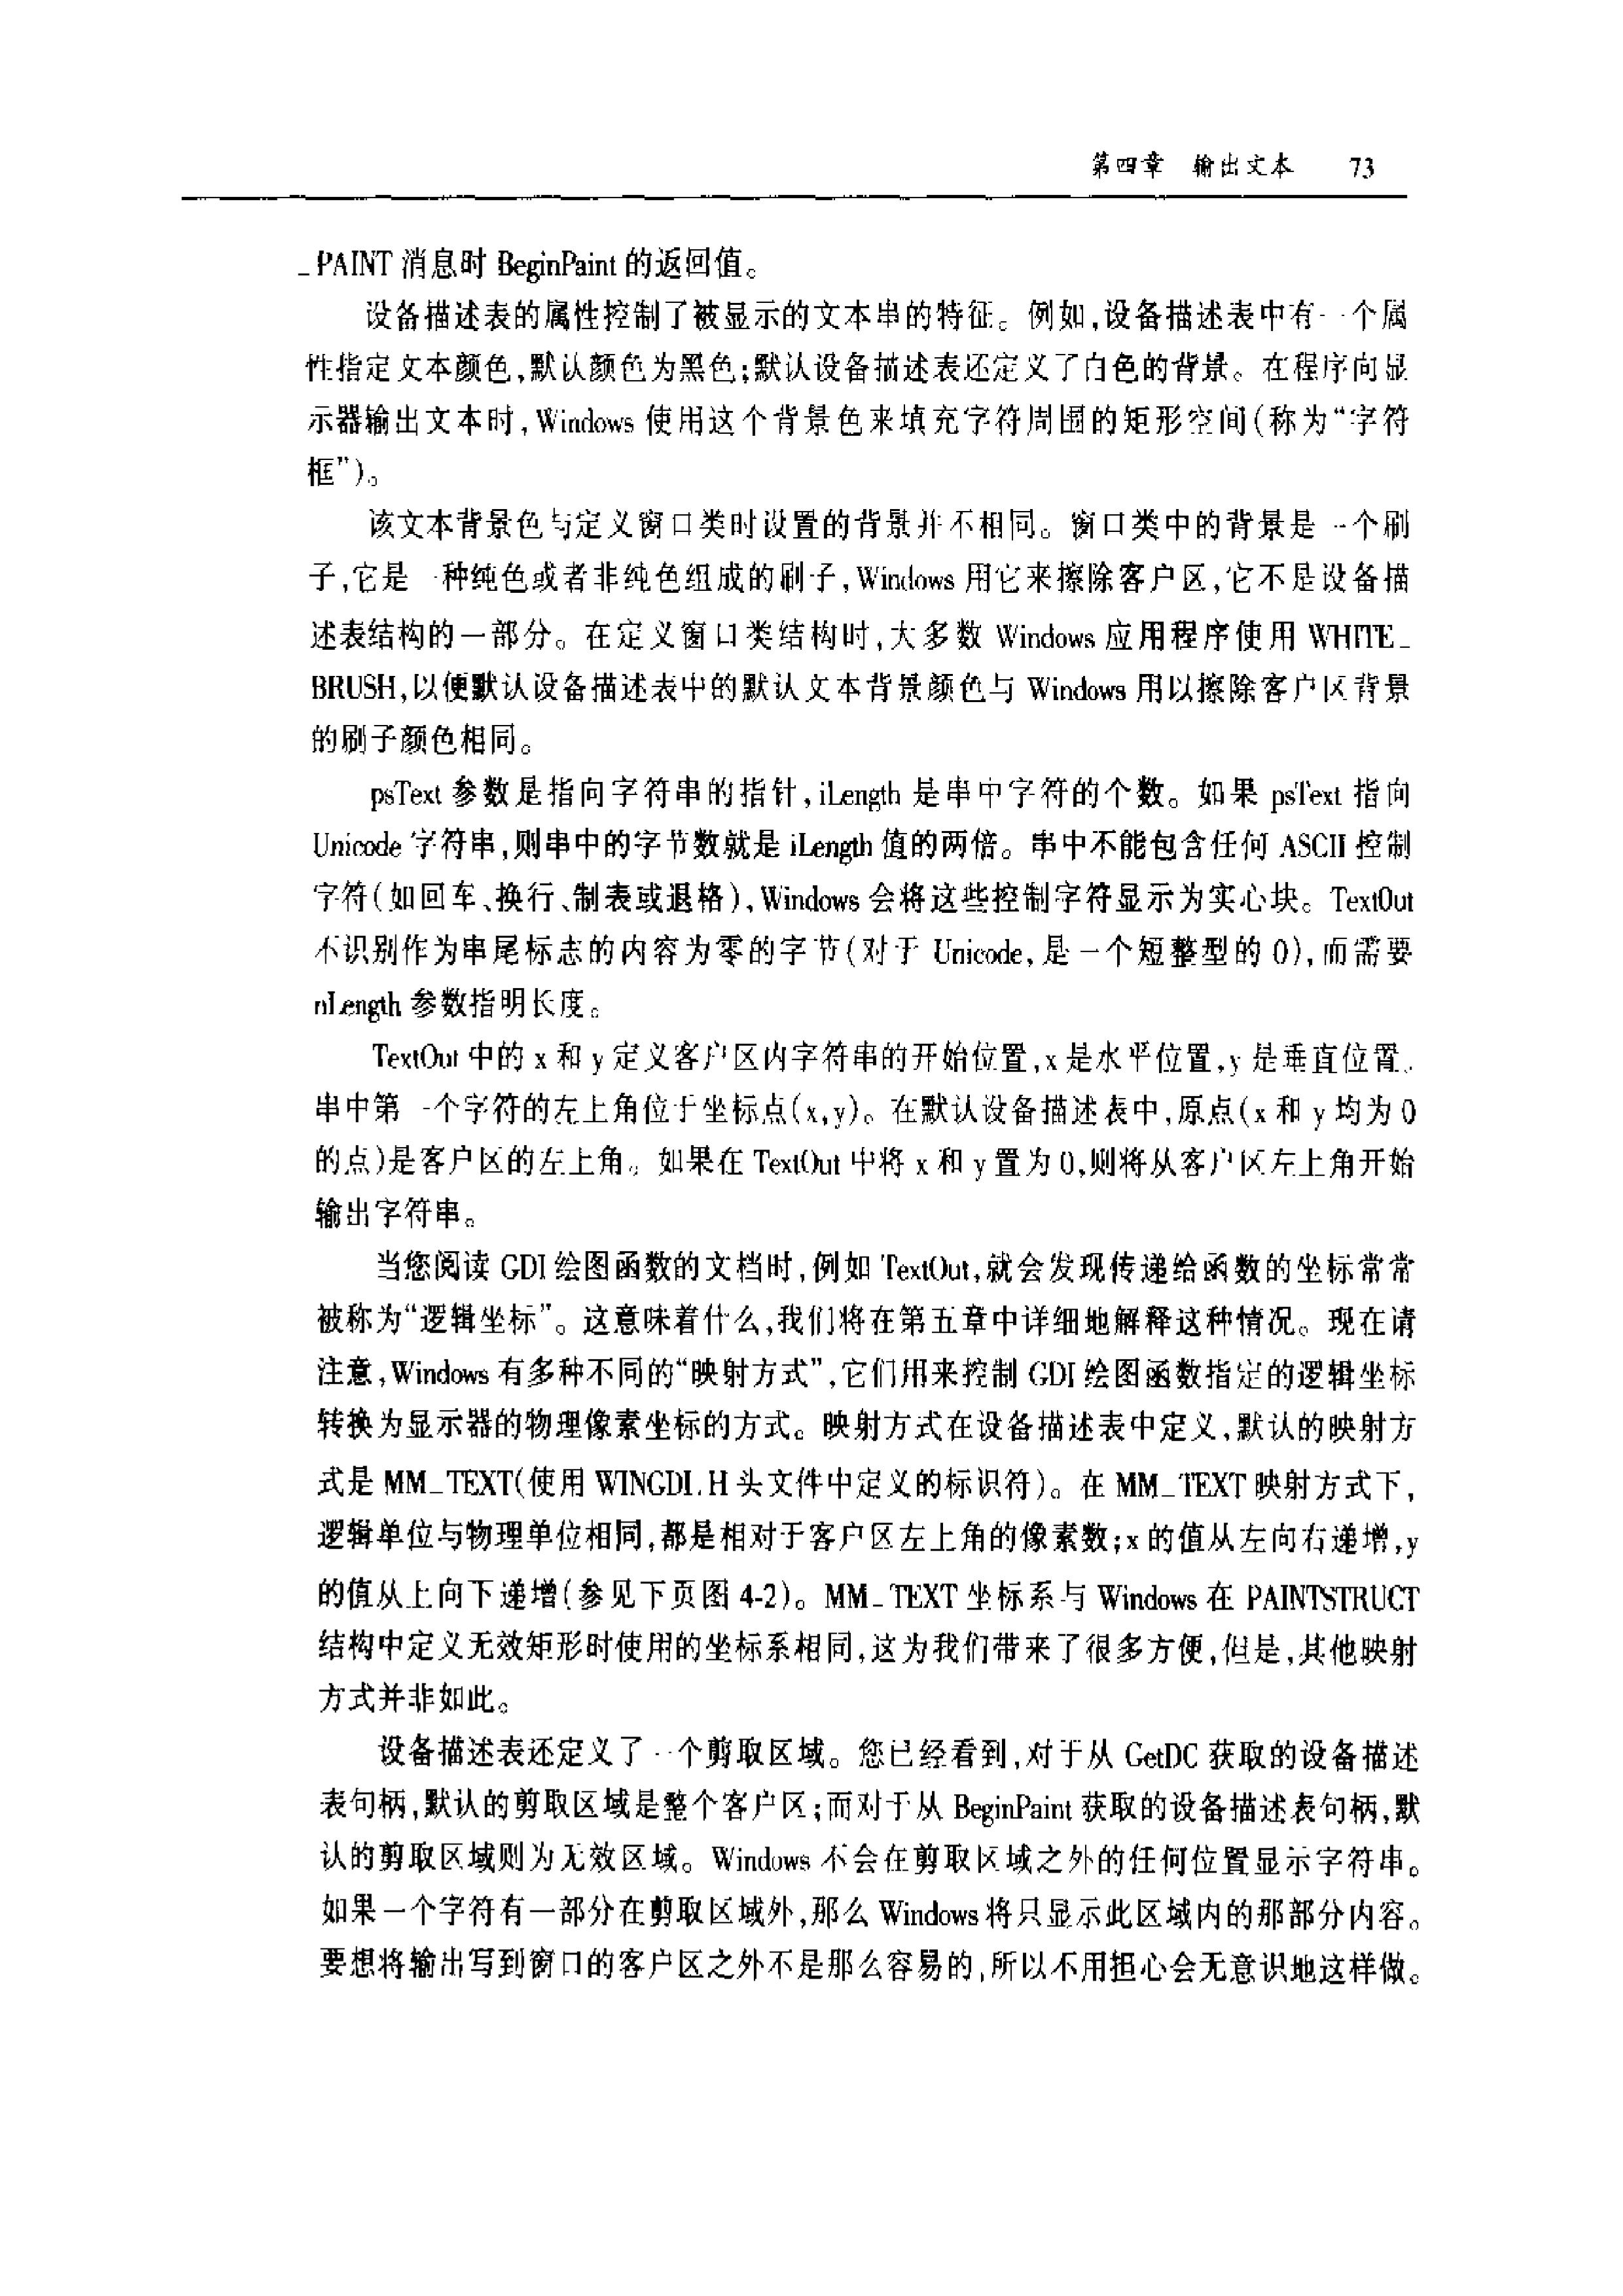 第四章 输出文本 73
_PAINT 消息时 BeginPaint 的返回值。
设备描述表的属性控制了被显示的文本串的特征。例如,设备描述表中有一个属
性指定文本颜色,默认颜色为黑色;默认设备描述表还定义了白色的背景。在程序向显
示器输出文本时,Windows 使用这个背景色来填充字符周围的矩形空间(称为“字符
框”)。
该文本背景色与定义窗口类时设置的背景并不相同。窗口类中的背景是一个刷
子,它是一种纯色或者非纯色组成的刷子,Windows 用它来擦除客户区,它不是设备描
述表结构的一部分。在定义窗口类结构时,大多数 Windows 应用程序使用 WHITE_
BRUSH,以便默认设备描述表中的默认文本背景颜色与 Windows 用以擦除客户区背景
的刷子颜色相同。
psText 参数是指向字符串的指针,iLength 是串中字符的个数。如果 psText 指向
Unicode 字符串,则串中的字节数就是 iLength 值的两倍。串中不能包含任何 ASCII 控制
字符(如回车、换行、制表或退格),Windows 会将这些控制字符显示为实心块。TextOut
不识别作为串尾标志的内容为零的字节(对于 Unicode,是一个短整型的 0),而需要
nLength 参数指明长度。
TextOut 中的 x 和 y 定义客户区内字符串的开始位置,x 是水平位置,y 是垂直位置。
串中第一个字符的左上角位于坐标点(x,y)。在默认设备描述表中,原点(x 和 y 均为 0
的点)是客户区的左上角。如果在 TextOut 中将 x 和 y 置为 0,则将从客户区左上角开始
输出字符串。
当您阅读 GDI 绘图函数的文档时,例如 TextOut,就会发现传递给函数的坐标常常
被称为“逻辑坐标”。这意味着什么,我们将在第五章中详细地解释这种情况。现在请
注意,Windows 有多种不同的“映射方式”,它们用来控制 GDI 绘图函数指定的逻辑坐标
转换为显示器的物理像素坐标的方式。映射方式在设备描述表中定义,默认的映射方
式是 MM_TEXT(使用 WINGDI.H 头文件中定义的标识符)。在 MM_TEXT 映射方式下,
逻辑单位与物理单位相同,都是相对于客户区左上角的像素数;x 的值从左向右递增,y
的值从上向下递增(参见下页图 4-2)。MM_TEXT 坐标系与 Windows 在 PAINTSTRUCT
结构中定义无效矩形时使用的坐标系相同,这为我们带来了很多方便,但是,其他映射
方式并非如此。
设备描述表还定义了一个剪取区域。您已经看到,对于从 GetDC 获取的设备描述
表句柄,默认的剪取区域是整个客户区;而对于从 BeginPaint 获取的设备描述表句柄,默
认的剪取区域则为无效区域。Windows 不会在剪取区域之外的任何位置显示字符串。
如果一个字符有一部分在剪取区域外,那么 Windows 将只显示此区域内的那部分内容。
要想将输出写到窗口的客户区之外不是那么容易的,所以不用担心会无意识地这样做。